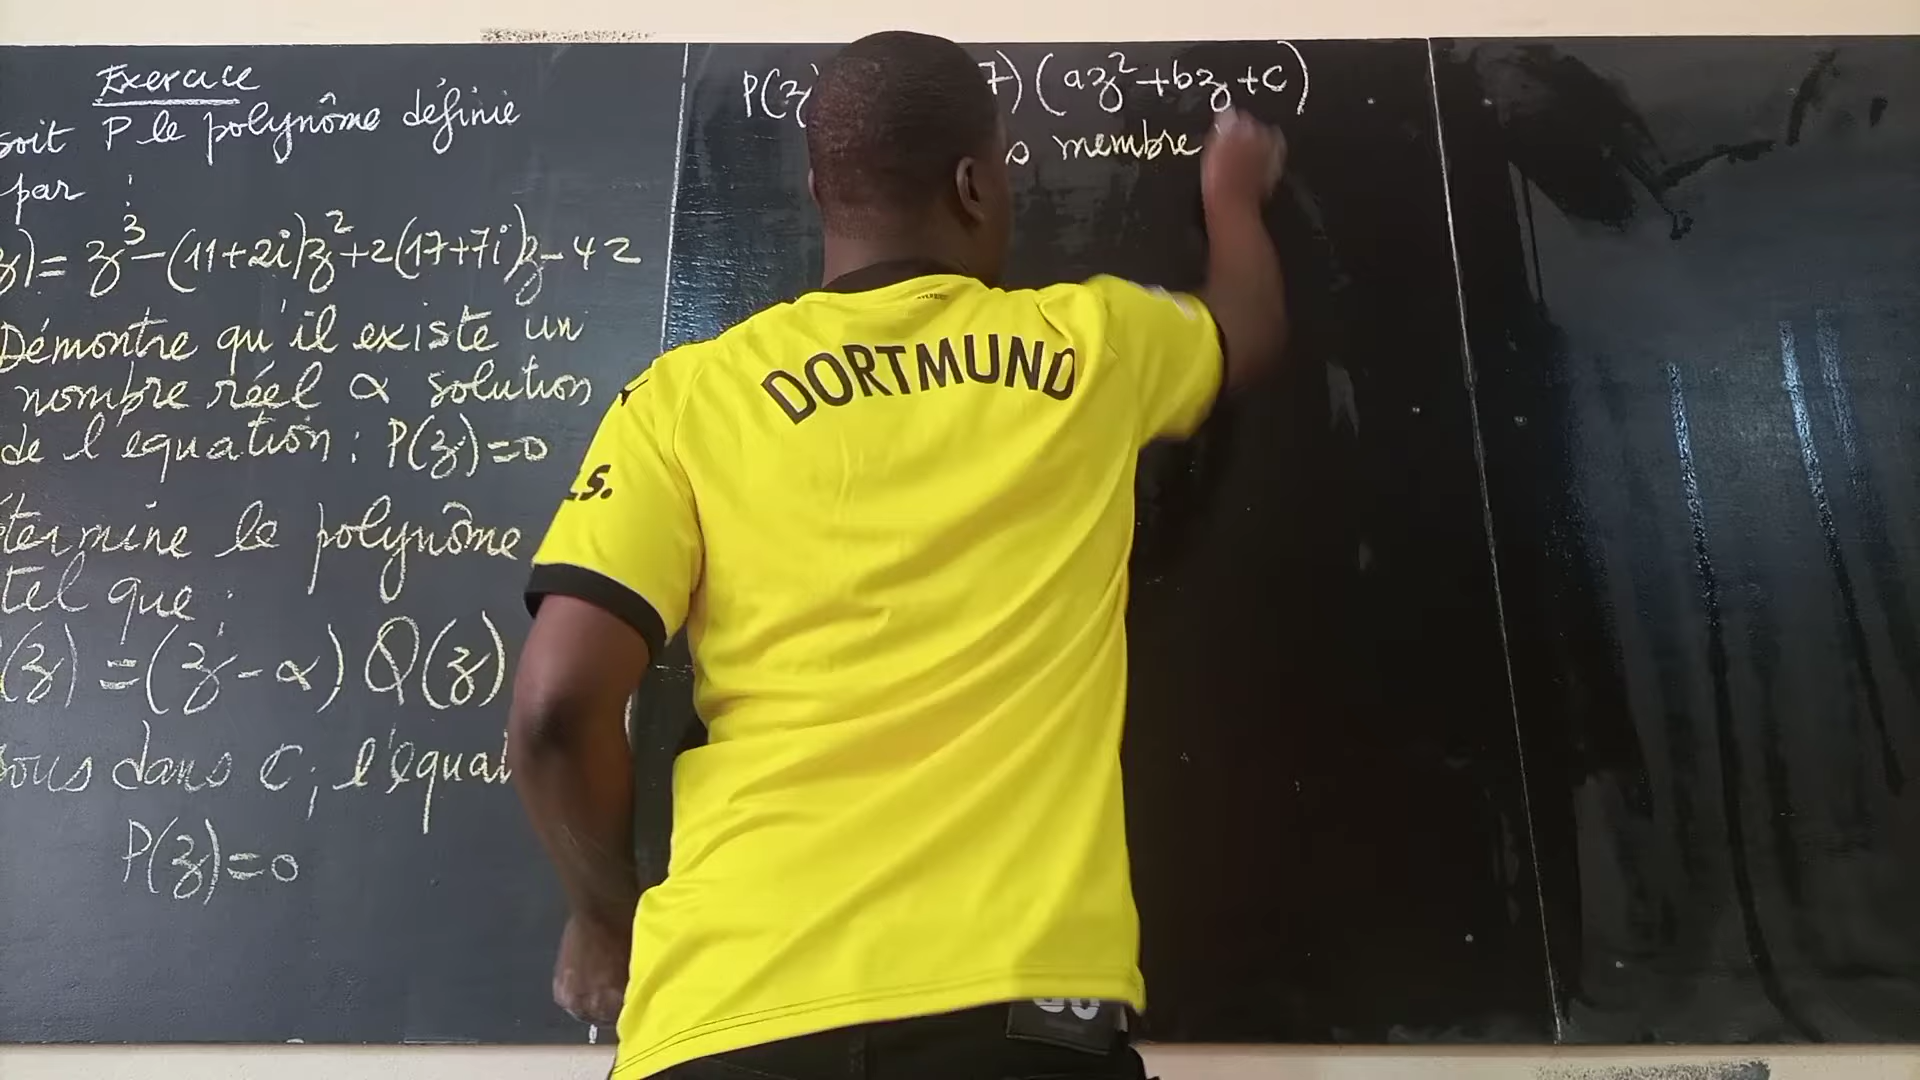 Exercice
soit P le polynôme définie
par :
z) = z³-(11+2i)z²+2(17+7i)z-42
Démontre qu'il existe un
nombre réel α solution
de l'équation : P(z)=0
termine le polynôme
tel que :
(z) = (z-α) Q(z)
sous dans C, l'équat
P(z)=0
P(z) 7)(az²+bz+c)
membre
DORTMUND
.S.